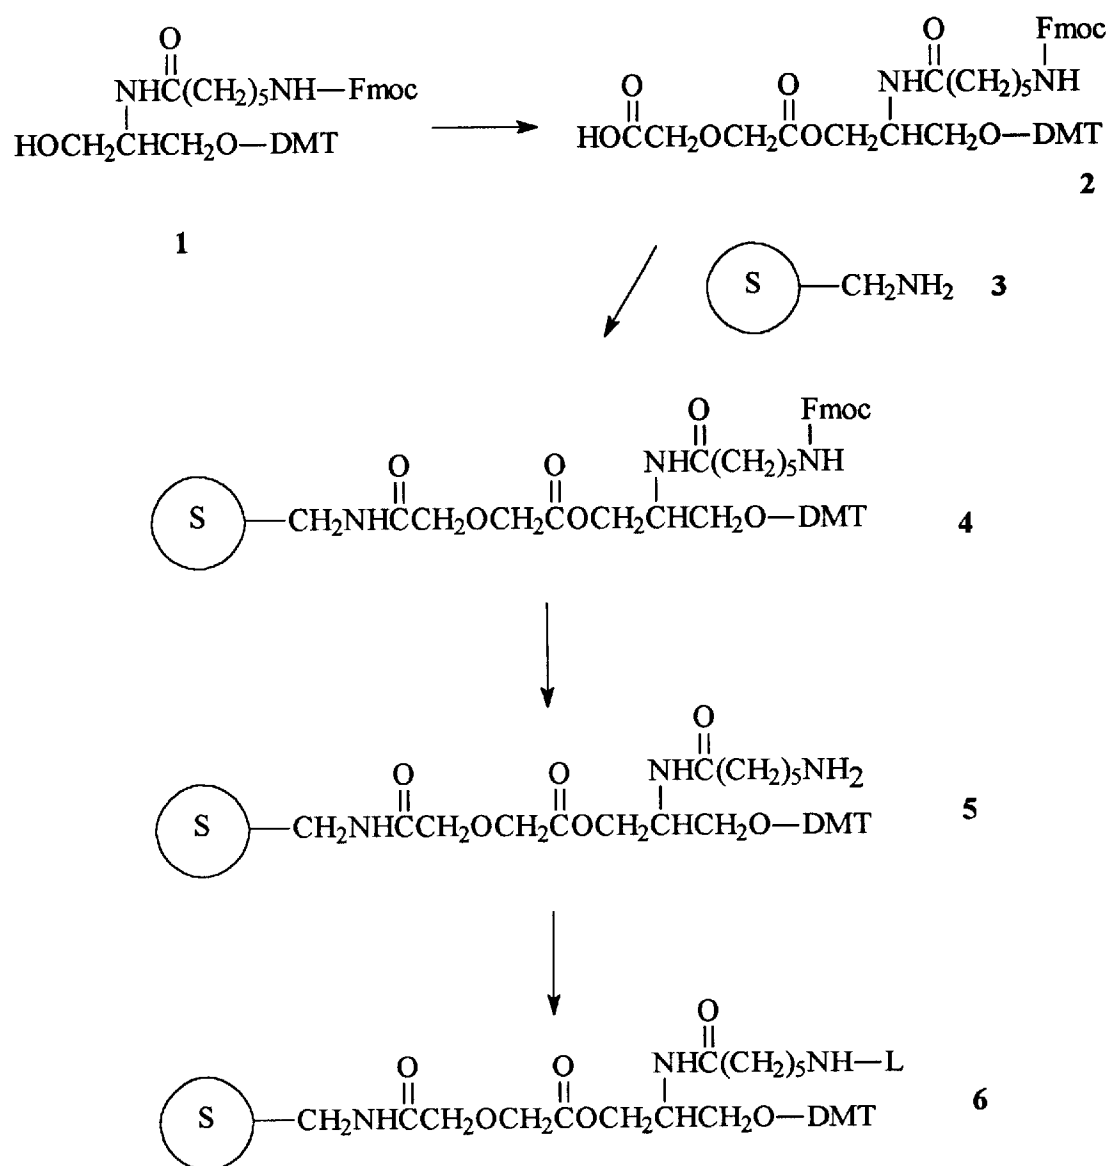 O
NHC(CH₂)₅NH—Fmoc
HOCH₂CHCH₂O—DMT
1
Fmoc
O
NHC(CH₂)₅NH
O O
HOCCH₂OCH₂COCH₂CHCH₂O—DMT
2
S—CH₂NH₂ 3
O Fmoc
NHC(CH₂)₅NH
O O
S—CH₂NHCCH₂OCH₂COCH₂CHCH₂O—DMT 4
O
NHC(CH₂)₅NH₂
O O
S—CH₂NHCCH₂OCH₂COCH₂CHCH₂O—DMT 5
O
NHC(CH₂)₅NH—L
O O
S—CH₂NHCCH₂OCH₂COCH₂CHCH₂O—DMT 6